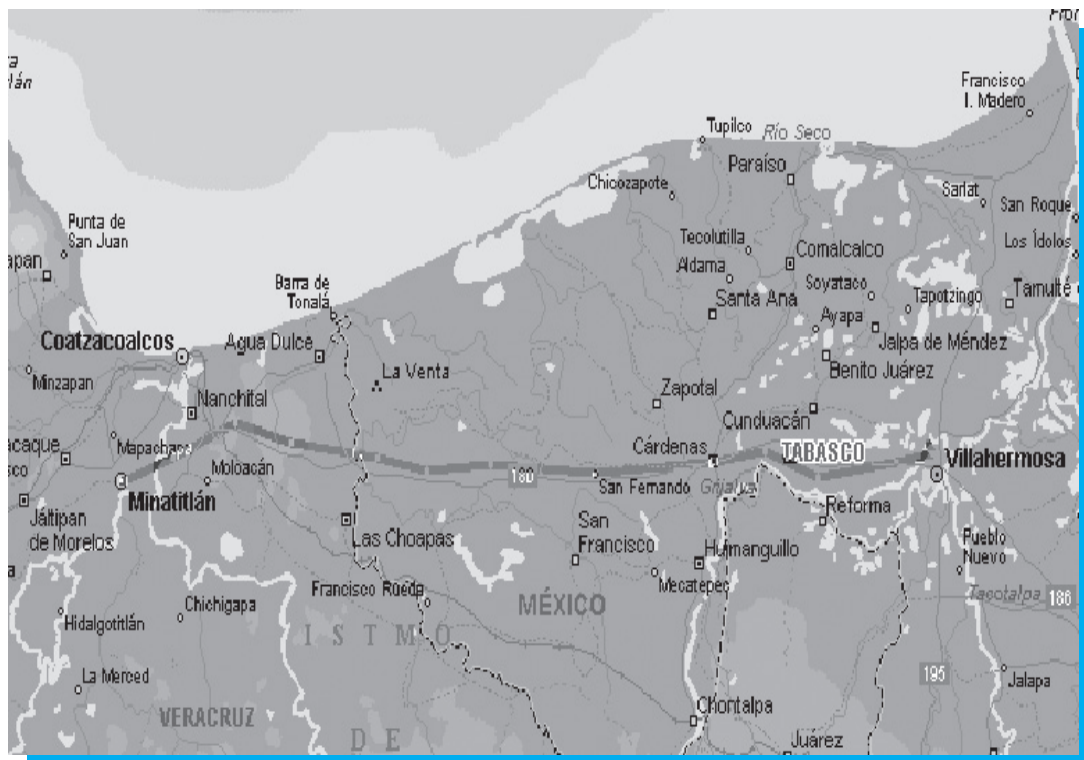 Francisco
I. Madero
Tupilco
Río Seco
Paraíso
Chicozapote
Sarlat
San Roque
Punta de
San Juan
Tecolutilla
Comalcalco
Los Ídolos
Aldama
Soyataco
Tapotzingo
Tamulté
Barra de
Tonalá
Santa Ana
Ayapa
Coatzacoalcos
Agua Dulce
Jalpa de Méndez
La Venta
Benito Juárez
Minzapan
Nanchital
Zapotal
Cunduacán
Mapachapa
Cárdenas
TABASCO
Villahermosa
Moloacán
180
San Fernando
Grijalva
Minatitlán
Reforma
Jáltipan
de Morelos
Las Choapas
San
Francisco
Huimanguillo
Pueblo
Nuevo
Mecatepec
Francisco Rueda
MÉXICO
Tacotalpa
186
Chichigapa
Hidalgotitlán
ISTMO
195
La Merced
Jalapa
VERACRUZ
Chontalpa
DE
Juarez